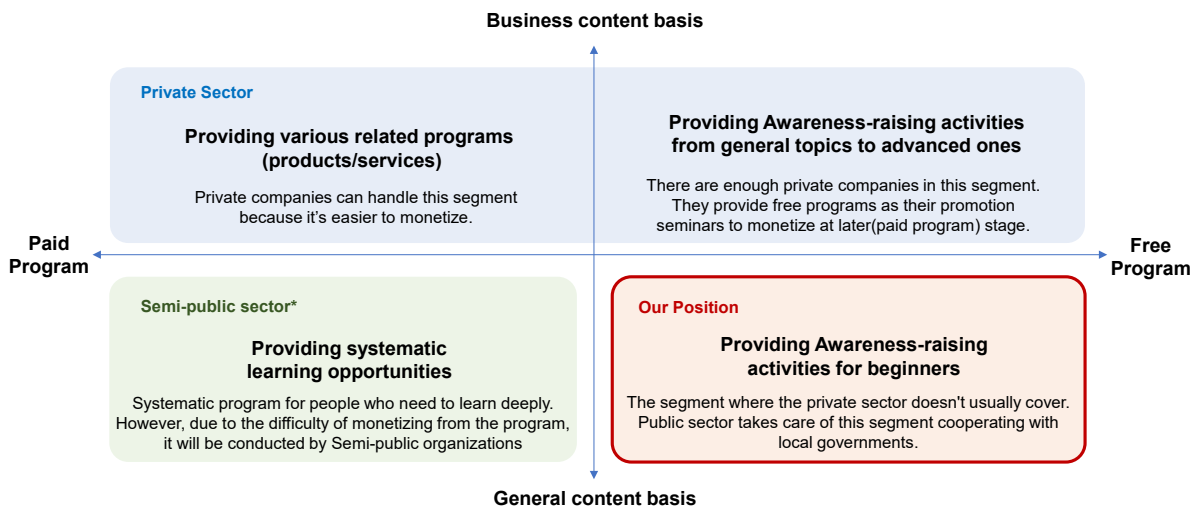 Business content basis
Private Sector
Providing various related programs
(products/services)
Private companies can handle this segment
because it's easier to monetize.
Providing Awareness-raising activities
from general topics to advanced ones
There are enough private companies in this segment.
They provide free programs as their promotion
seminars to monetize at later(paid program) stage.
Paid
Program
Free
Program
Semi-public sector*
Providing systematic
learning opportunities
Systematic program for people who need to learn deeply.
However, due to the difficulty of monetizing from the program,
it will be conducted by Semi-public organizations
Our Position
Providing Awareness-raising
activities for beginners
The segment where the private sector doesn't usually cover.
Public sector takes care of this segment cooperating with
local governments.
General content basis